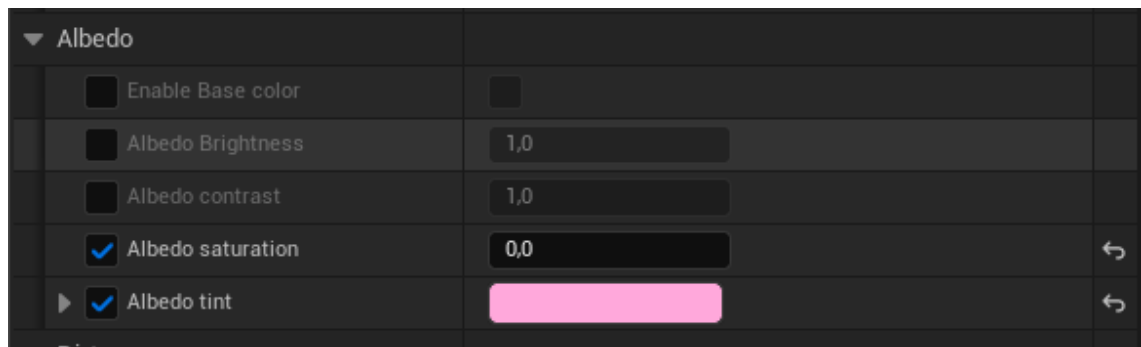 Albedo
Enable Base color
Albedo Brightness 1,0
Albedo contrast 1,0
Albedo saturation 0,0
Albedo tint